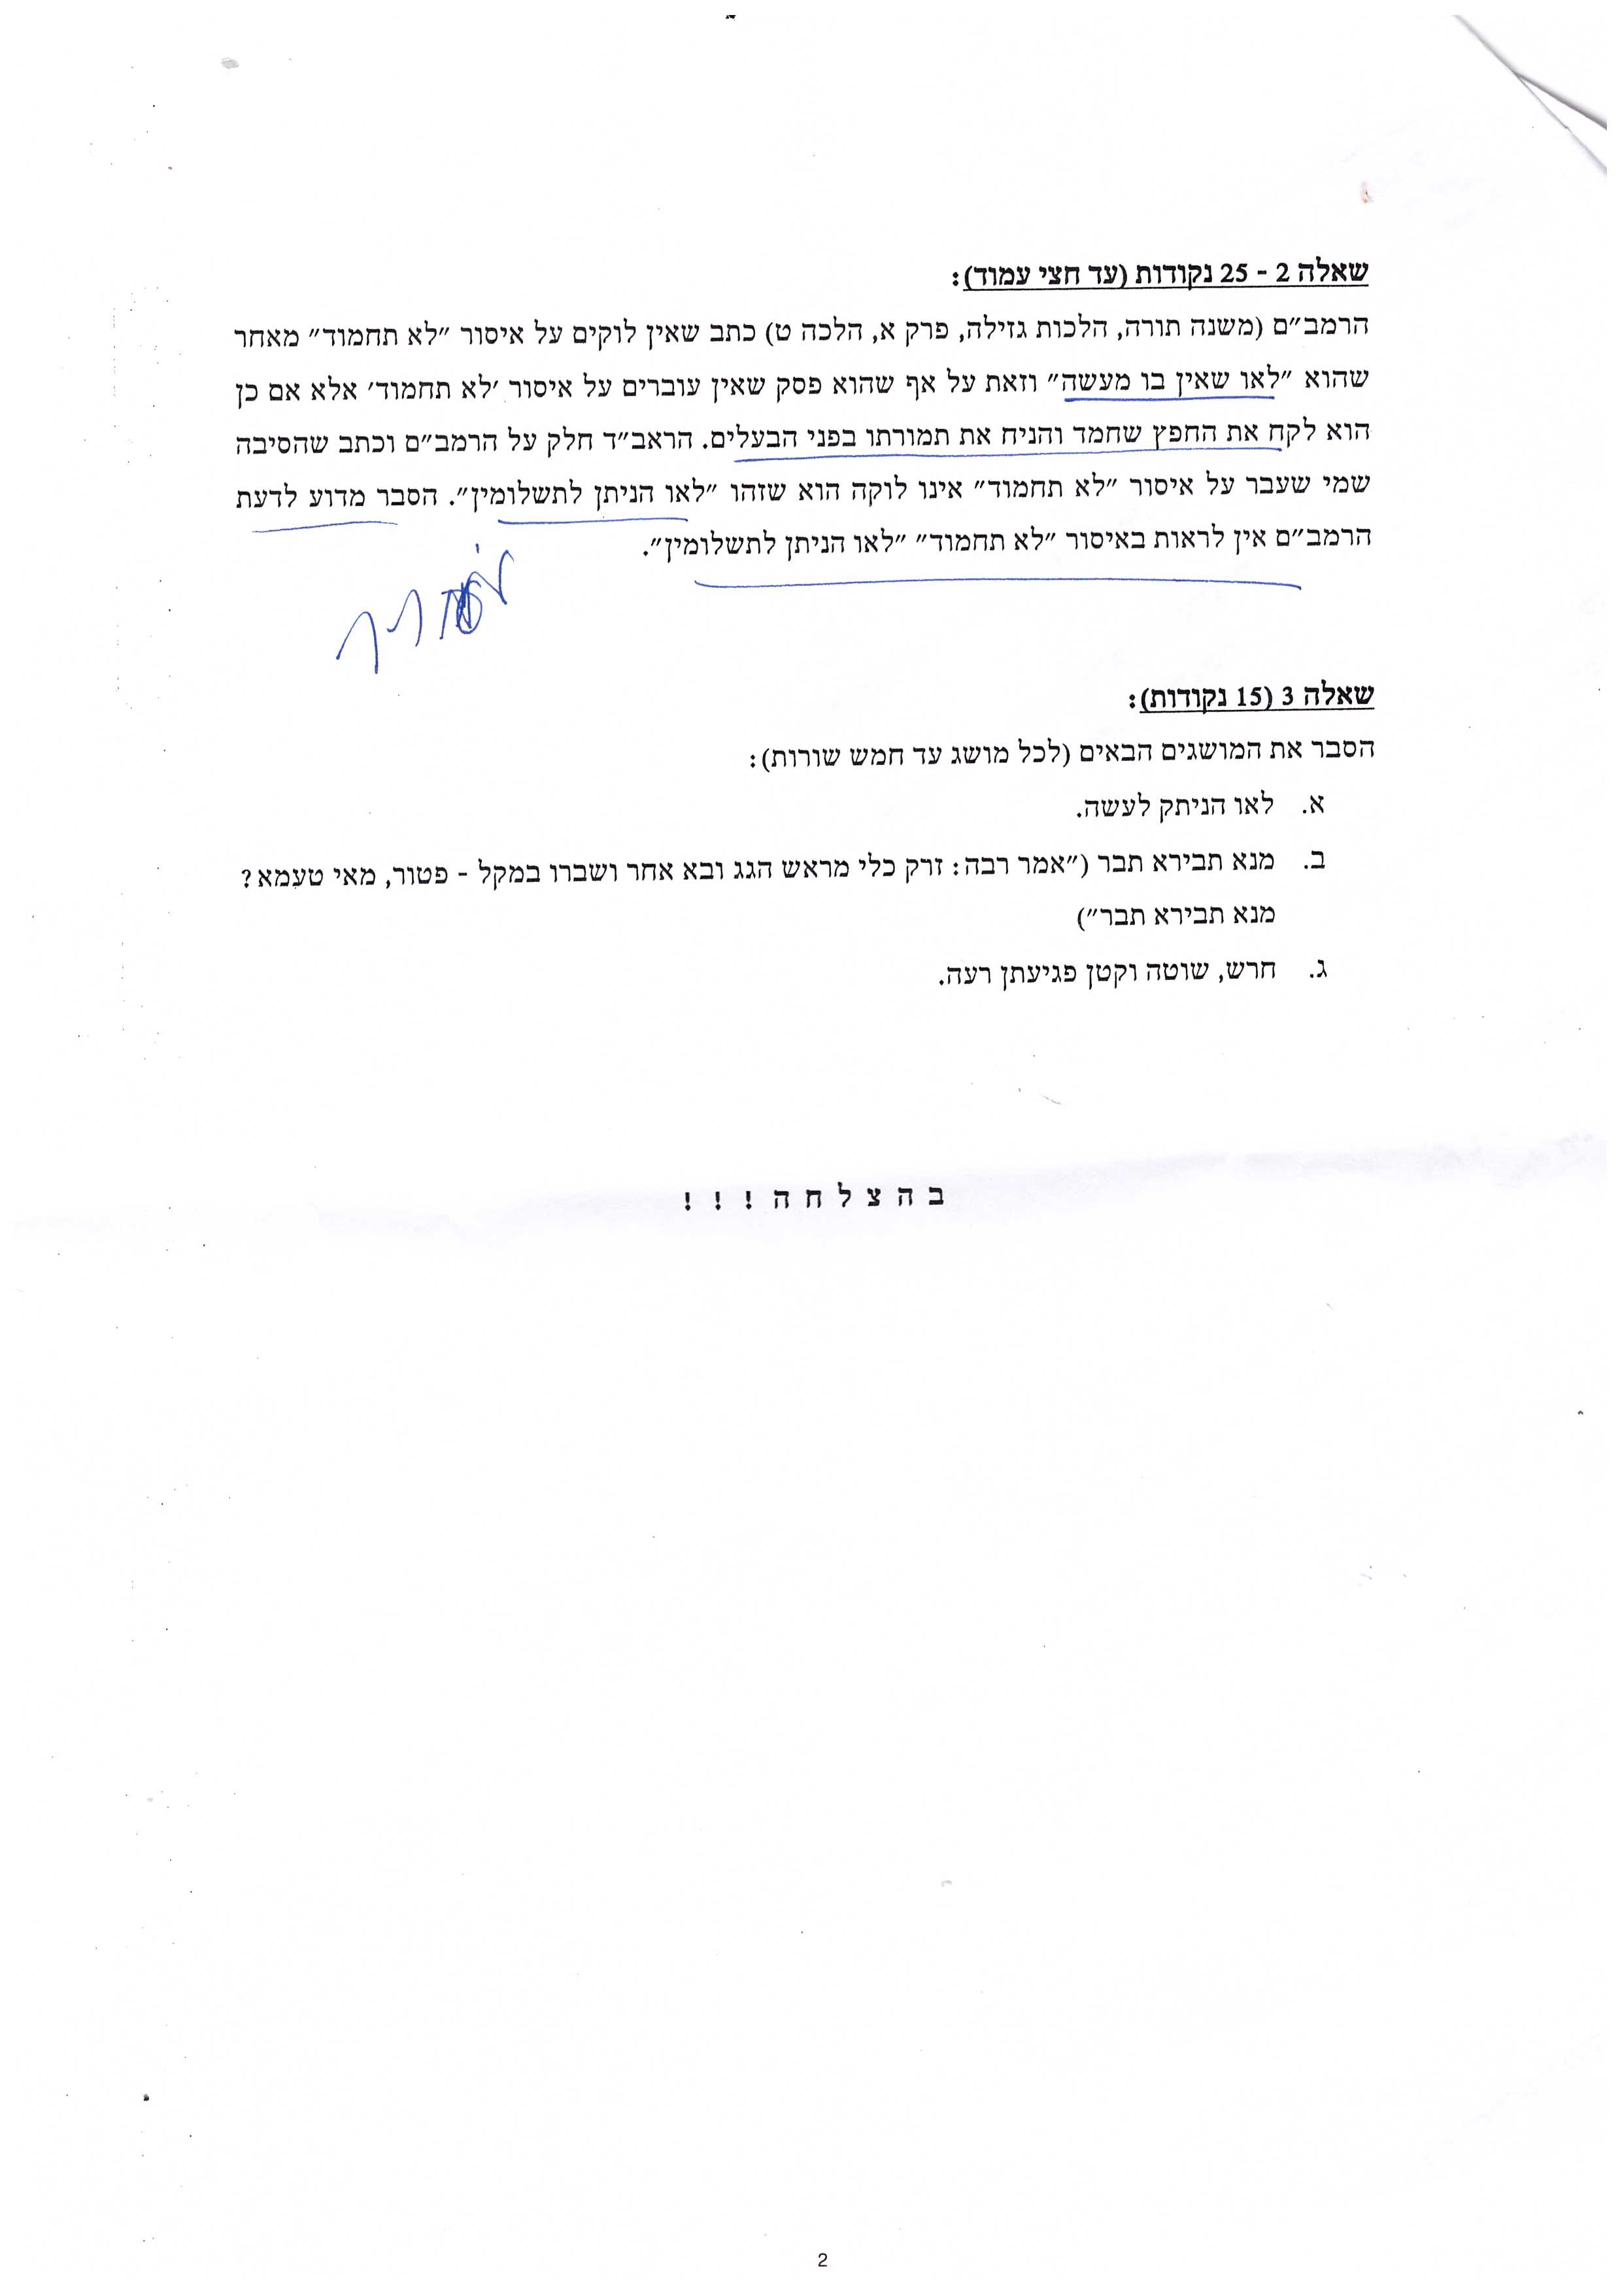 שאלה 2 - 25 נקודות (עד חצי עמוד):
הרמב״ם (משנה תורה, הלכות גזילה, פרק א, הלכה ט) כתב שאין לוקים על איסור ״לא תחמוד״ מאחר
שהוא ״לאו שאין בו מעשה״ וזאת על אף שהוא פסק שאין עוברים על איסור ׳לא תחמוד׳ אלא אם כן
הוא לקח את החפץ שחמד והניח את תמורתו בפני הבעלים. הראב״ד חלק על הרמב״ם וכתב שהסיבה
שמי שעבר על איסור ״לא תחמוד״ אינו לוקה הוא שזהו ״לאו הניתן לתשלומין״. הסבר מדוע לדעת
הרמב״ם אין לראות באיסור ״לא תחמוד״ ״לאו הניתן לתשלומין״.
שאלה 3 (15 נקודות):
הסבר את המושגים הבאים (לכל מושג עד חמש שורות):
א. לאו הניתק לעשה.
ב. מנא תבירא תבר (״אמר רבה: זרק כלי מראש הגג ובא אחר ושברו במקל - פטור, מאי טעמא?
מנא תבירא תבר״)
ג. חרש, שוטה וקטן פגיעתן רעה.
בהצלחה!!!
2